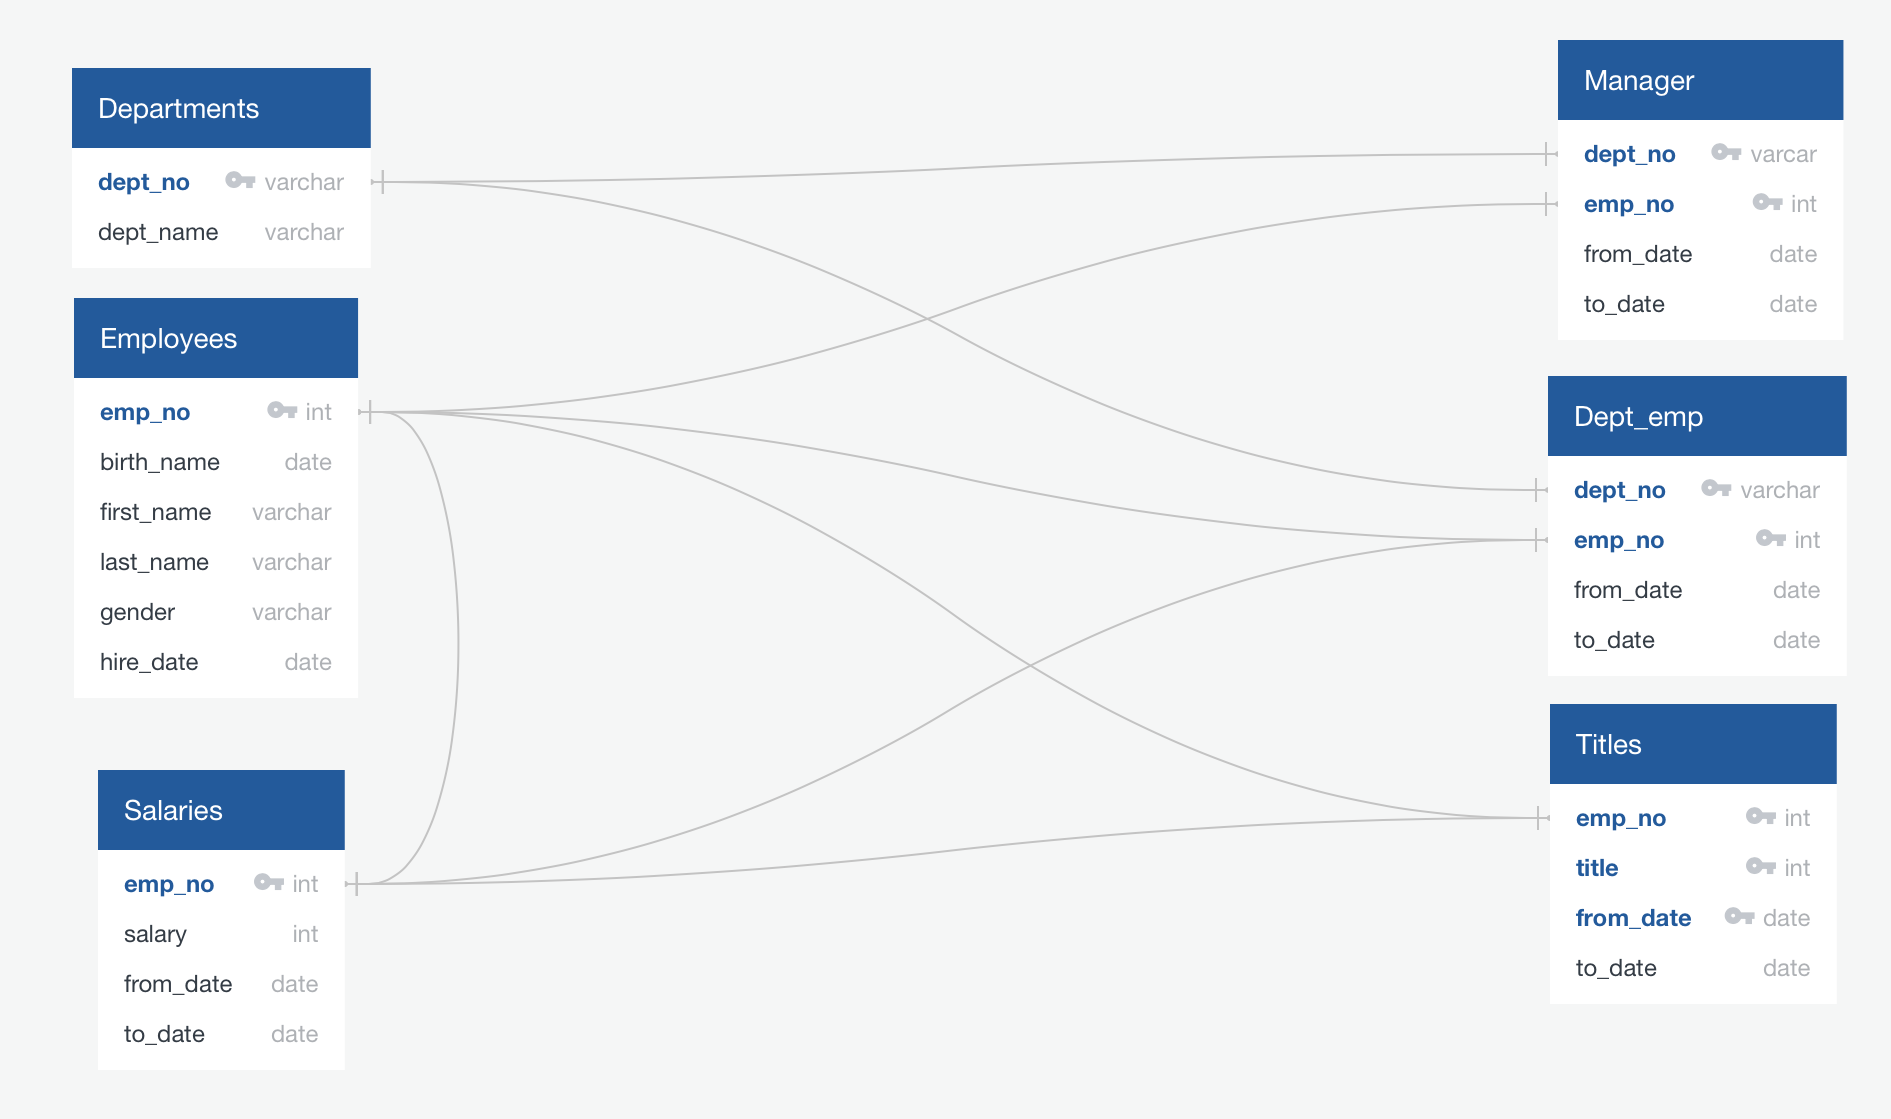 Departments
dept_no varchar
dept_name varchar
Employees
emp_no int
birth_name date
first_name varchar
last_name varchar
gender varchar
hire_date date
Salaries
emp_no int
salary int
from_date date
to_date date
Manager
dept_no varcar
emp_no int
from_date date
to_date date
Dept_emp
dept_no varchar
emp_no int
from_date date
to_date date
Titles
emp_no int
title int
from_date date
to_date date